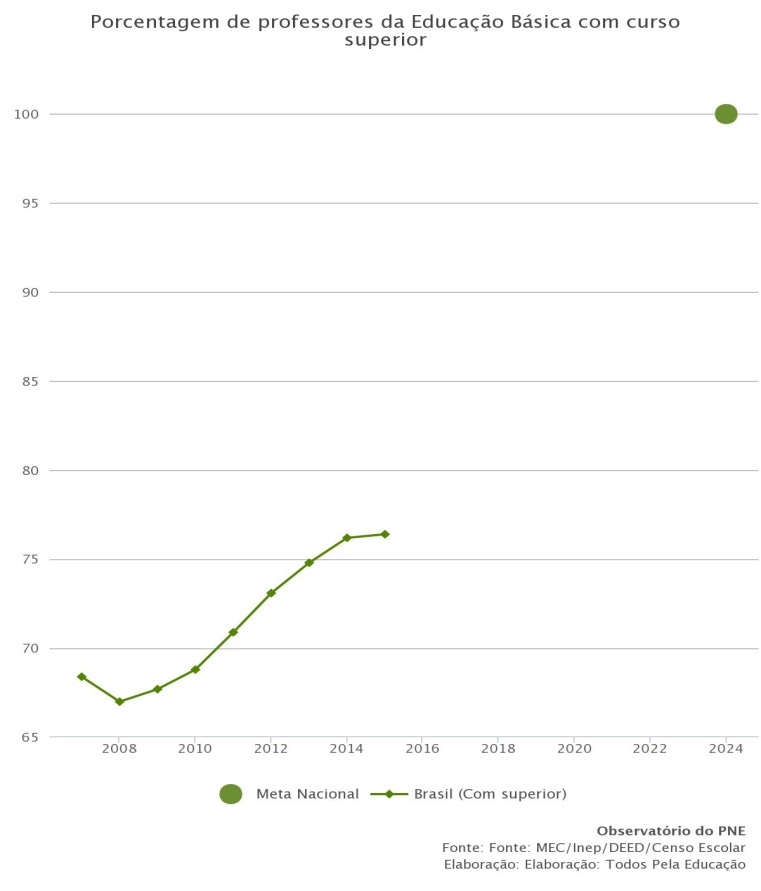 Porcentagem de professores da Educação Básica com curso
superior
100
95
90
85
80
75
70
65
2008 2010 2012 2014 2016 2018 2020 2022 2024
Meta Nacional Brasil (Com superior)
Observatório do PNE
Fonte: Fonte: MEC/Inep/DEED/Censo Escolar
Elaboração: Elaboração: Todos Pela Educação